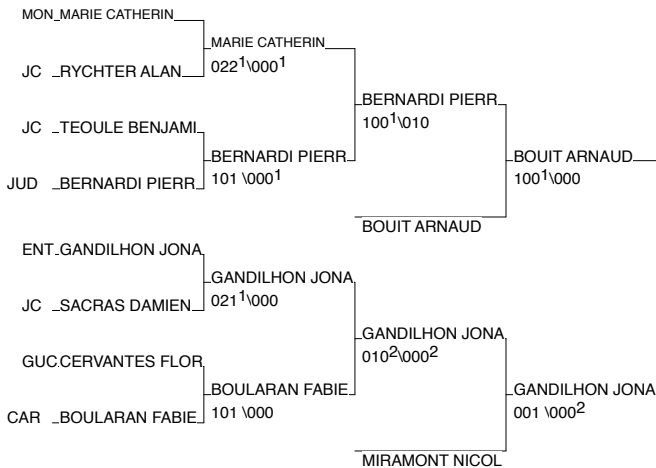 MON MARIE CATHERIN
MARIE CATHERIN
022¹\000¹
JC RYCHTER ALAN
BERNARDI PIERR
100¹\010
JC TEOULE BENJAMI
BERNARDI PIERR
101 \000¹
JUD BERNARDI PIERR
BOUIT ARNAUD
100¹\000
BOUIT ARNAUD
ENT GANDILHON JONA
GANDILHON JONA
021¹\000
JC SACRAS DAMIEN
GANDILHON JONA
010²\000²
GUC CERVANTES FLOR
BOULARAN FABIE
101 \000
CAR BOULARAN FABIE
GANDILHON JONA
001 \000²
MIRAMONT NICOL